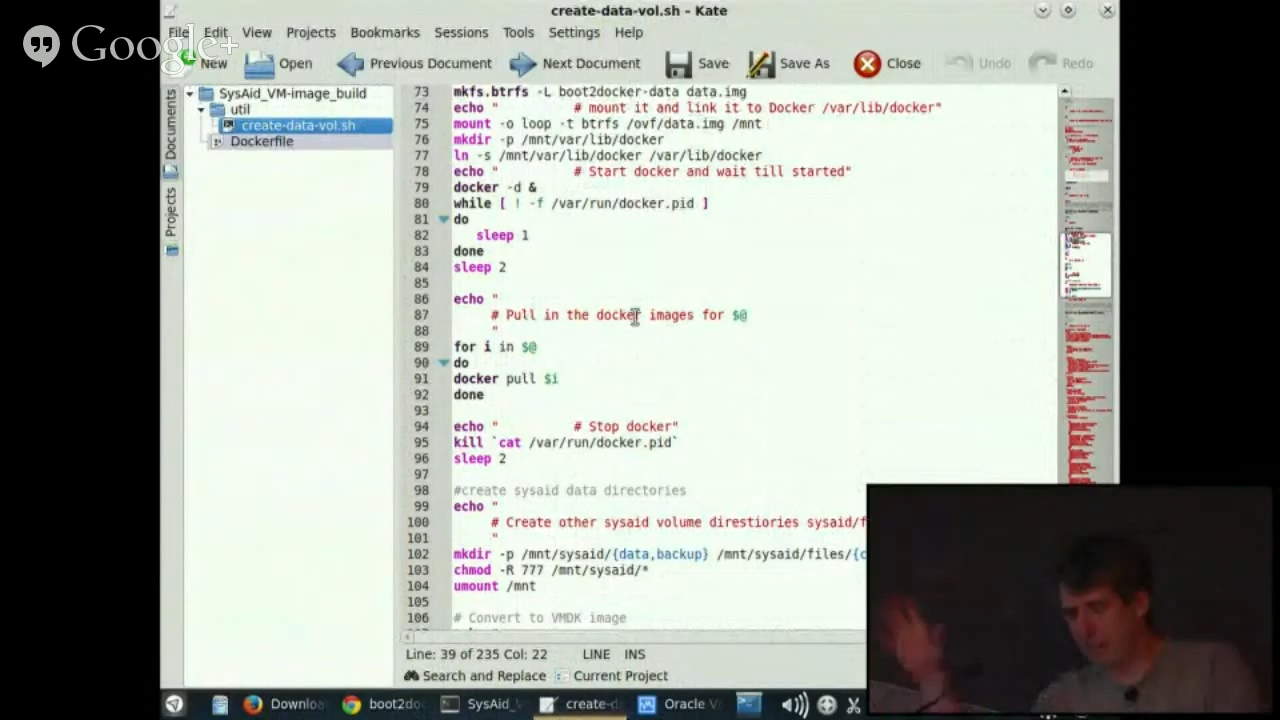 create-data-vol.sh - Kate
Google+
File Edit View Projects Bookmarks Sessions Tools Settings Help
New Open Previous Document Next Document Save Save As Close Undo Redo
Documents
Projects
SysAid_VM-image_build
util
create-data-vol.sh
Dockerfile
73 mkfs.btrfs -L boot2docker-data data.img
74 echo " # mount it and link it to Docker /var/lib/docker"
75 mount -o loop -t btrfs /ovf/data.img /mnt
76 mkdir -p /mnt/var/lib/docker
77 ln -s /mnt/var/lib/docker /var/lib/docker
78 echo " # Start docker and wait till started"
79 docker -d &
80 while [ ! -f /var/run/docker.pid ]
81 do
82 sleep 1
83 done
84 sleep 2
85
86 echo "
87 # Pull in the docker images for $@
88 "
89 for i in $@
90 do
91 docker pull $i
92 done
93
94 echo " # Stop docker"
95 kill `cat /var/run/docker.pid`
96 sleep 2
97
98 #create sysaid data directories
99 echo "
100 # Create other sysaid volume direstiories sysaid/f
101 "
102 mkdir -p /mnt/sysaid/{data,backup} /mnt/sysaid/files/{c
103 chmod -R 777 /mnt/sysaid/*
104 umount /mnt
105
106 # Convert to VMDK image
Line: 39 of 235 Col: 22 LINE INS
Search and Replace Current Project
Downloa boot2do SysAid_V create-d Oracle V